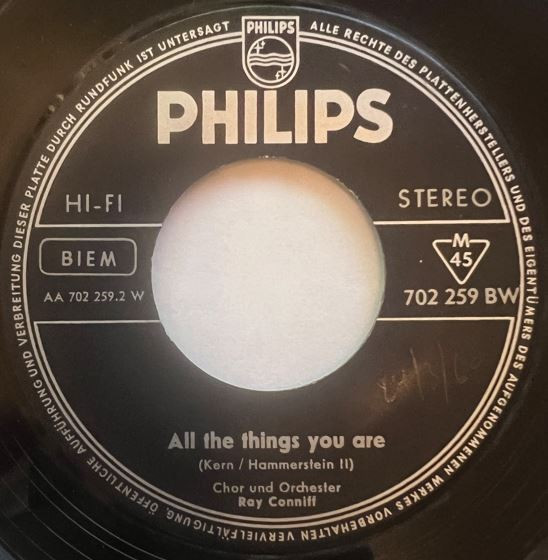 ALLE RECHTE DES PLATTENHERSTELLERS UND DES EIGENTÜMERS DES AUFGENOMMENEN WERKES VORBEHALTEN VERVIELFÄLTIGUNG, ÖFFENTLICHE AUFFÜHRUNG UND VERBREITUNG DIESER PLATTE DURCH RUNDFUNK IST UNTERSAGT
PHILIPS
PHILIPS
HI-FI
STEREO
BIEM
M
45
AA 702 259.2 W
702 259 BW
All the things you are
(Kern / Hammerstein II)
Chor und Orchester
Ray Conniff